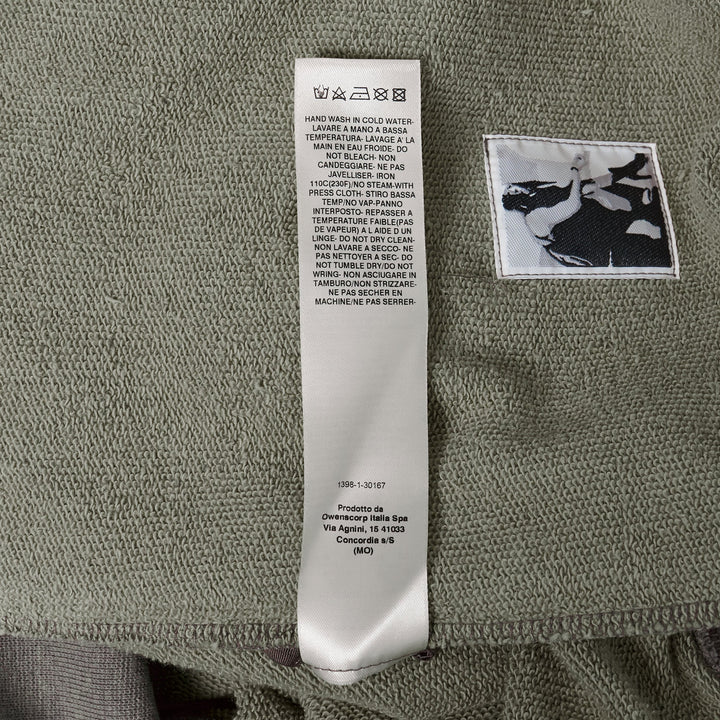 HAND WASH IN COLD WATER-
LAVARE A MANO A BASSA
TEMPERATURA- LAVAGE A' LA
MAIN EN EAU FROIDE- DO
NOT BLEACH- NON
CANDEGGIARE- NE PAS
JAVELLISER- IRON
110C(230F)/NO STEAM-WITH
PRESS CLOTH- STIRO BASSA
TEMP/NO VAP-PANNO
INTERPOSTO- REPASSER A
TEMPERATURE FAIBLE(PAS
DE VAPEUR) A L AIDE D UN
LINGE- DO NOT DRY CLEAN-
NON LAVARE A SECCO- NE
PAS NETTOYER A SEC- DO
NOT TUMBLE DRY/DO NOT
WRING- NON ASCIUGARE IN
TAMBURO/NON STRIZZARE-
NE PAS SECHER EN
MACHINE/NE PAS SERRER-
1398-1-30167
Prodotto da
Owenscorp Italia Spa
Via Agnini, 15 41033
Concordia s/S
(MO)